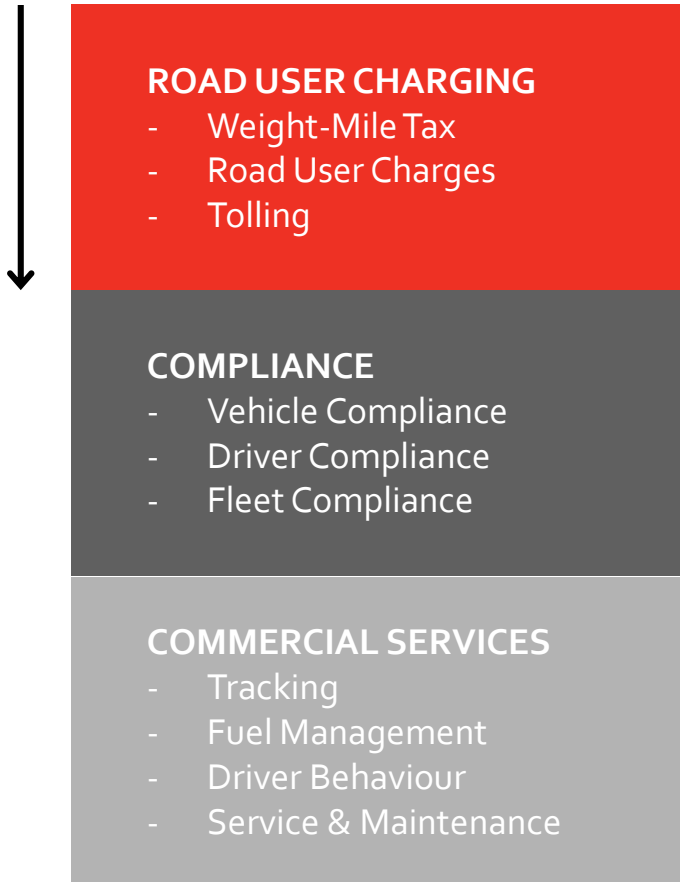 ROAD USER CHARGING
- Weight-Mile Tax
- Road User Charges
- Tolling
COMPLIANCE
- Vehicle Compliance
- Driver Compliance
- Fleet Compliance
COMMERCIAL SERVICES
- Tracking
- Fuel Management
- Driver Behaviour
- Service & Maintenance